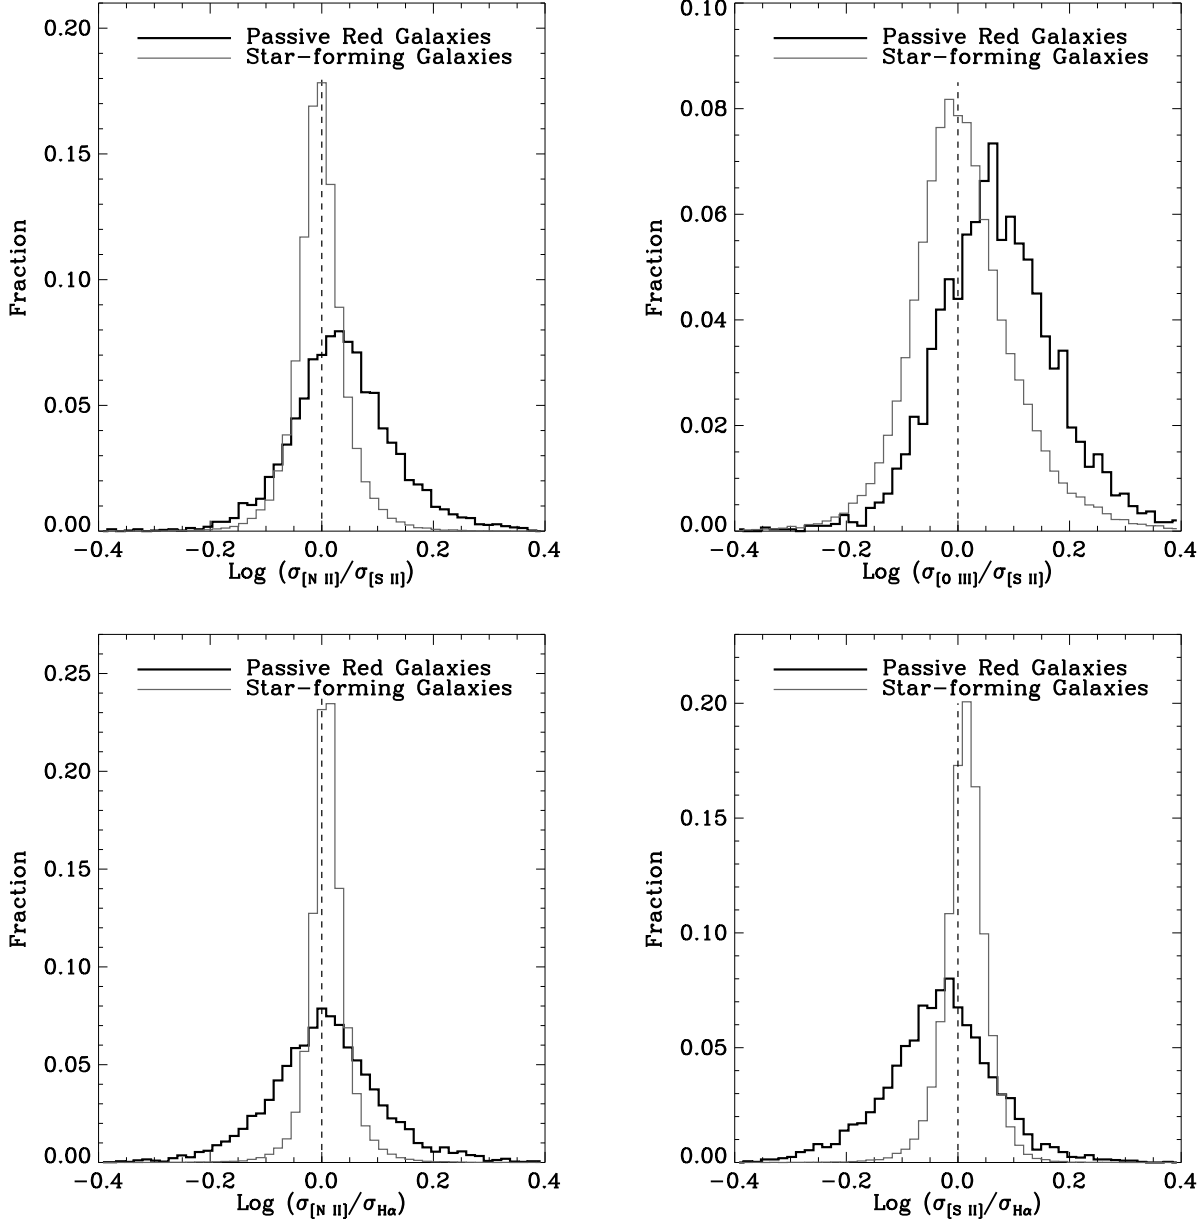 0.20
0.15
0.10
0.05
0.00
Fraction
Passive Red Galaxies
Star-forming Galaxies
-0.4 -0.2 0.0 0.2 0.4
Log (σ[N II]/σ[S II])
0.10
0.08
0.06
0.04
0.02
0.00
Fraction
Passive Red Galaxies
Star-forming Galaxies
-0.4 -0.2 0.0 0.2 0.4
Log (σ[O III]/σ[S II])
0.25
0.20
0.15
0.10
0.05
0.00
Fraction
Passive Red Galaxies
Star-forming Galaxies
-0.4 -0.2 0.0 0.2 0.4
Log (σ[N II]/σHα)
0.20
0.15
0.10
0.05
0.00
Fraction
Passive Red Galaxies
Star-forming Galaxies
-0.4 -0.2 0.0 0.2 0.4
Log (σ[S II]/σHα)